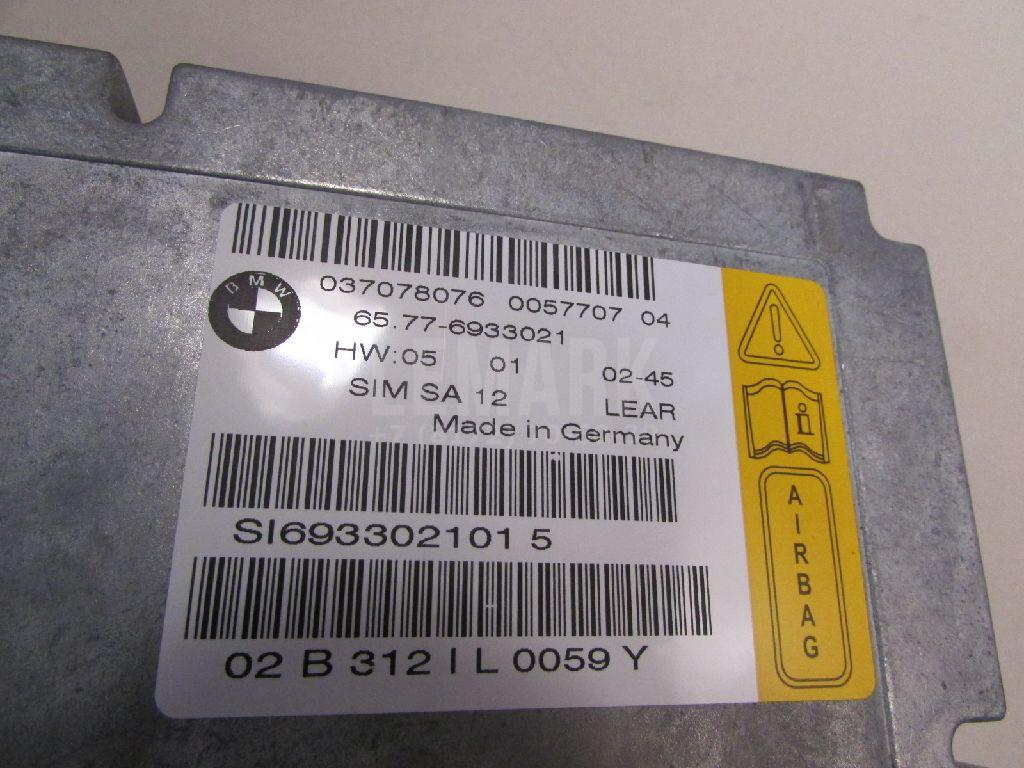 BMW
037078076 0057707 04
65.77-6933021
HW:05 01 02-45
SIM SA 12 LEAR
Made in Germany
SI693302101 5
02 B 312 I L 0059 Y
i
AIRBAG
LEMARK